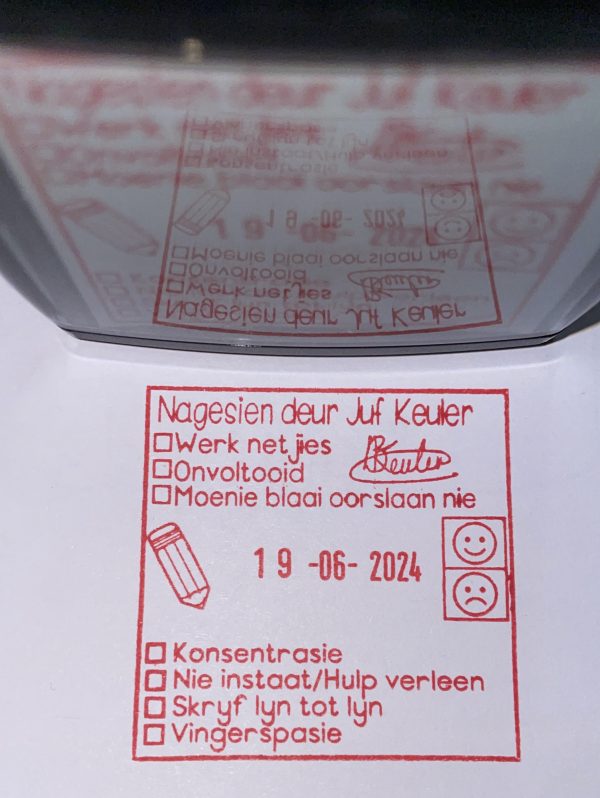 Nagesien deur Juf Keuler
Werk netjies
Keuler
Onvoltooid
Moenie blaai oorslaan nie
19 -06- 2024
Konsentrasie
Nie instaat/Hulp verleen
Skryf lyn tot lyn
Vingerspasie